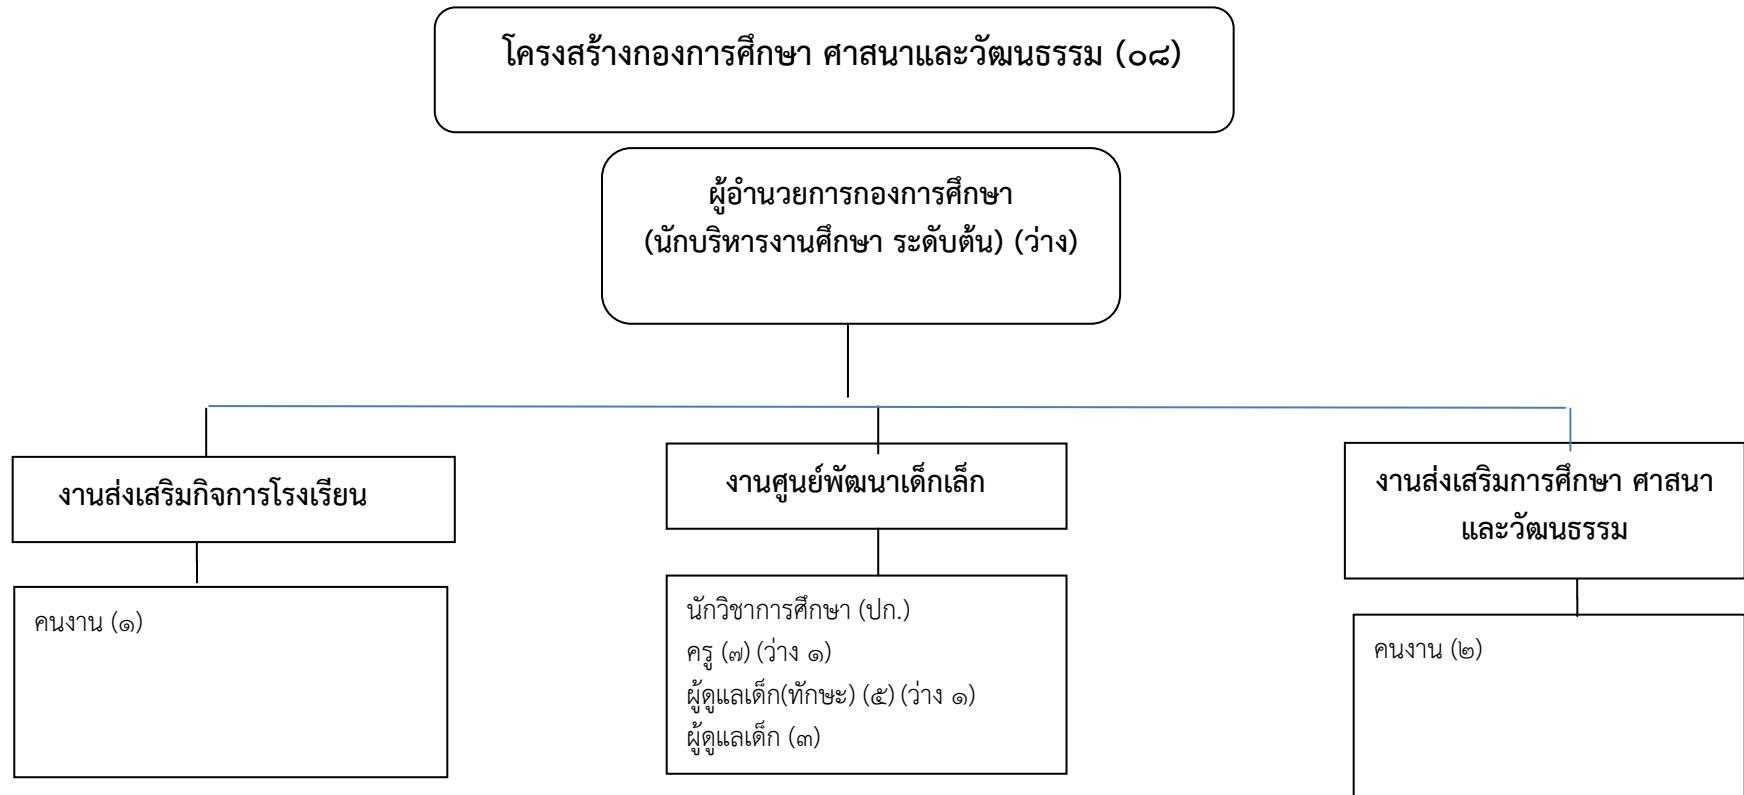 โครงสร้างกองการศึกษา ศาสนาและวัฒนธรรม (๐๘)
ผู้อำนวยการกองการศึกษา
(นักบริหารงานศึกษา ระดับต้น) (ว่าง)
งานส่งเสริมกิจการโรงเรียน
คนงาน (๑)
งานศูนย์พัฒนาเด็กเล็ก
นักวิชาการศึกษา (ปก.)
ครู (๗) (ว่าง ๑)
ผู้ดูแลเด็ก(ทักษะ) (๕) (ว่าง ๑)
ผู้ดูแลเด็ก (๓)
งานส่งเสริมการศึกษา ศาสนา
และวัฒนธรรม
คนงาน (๒)